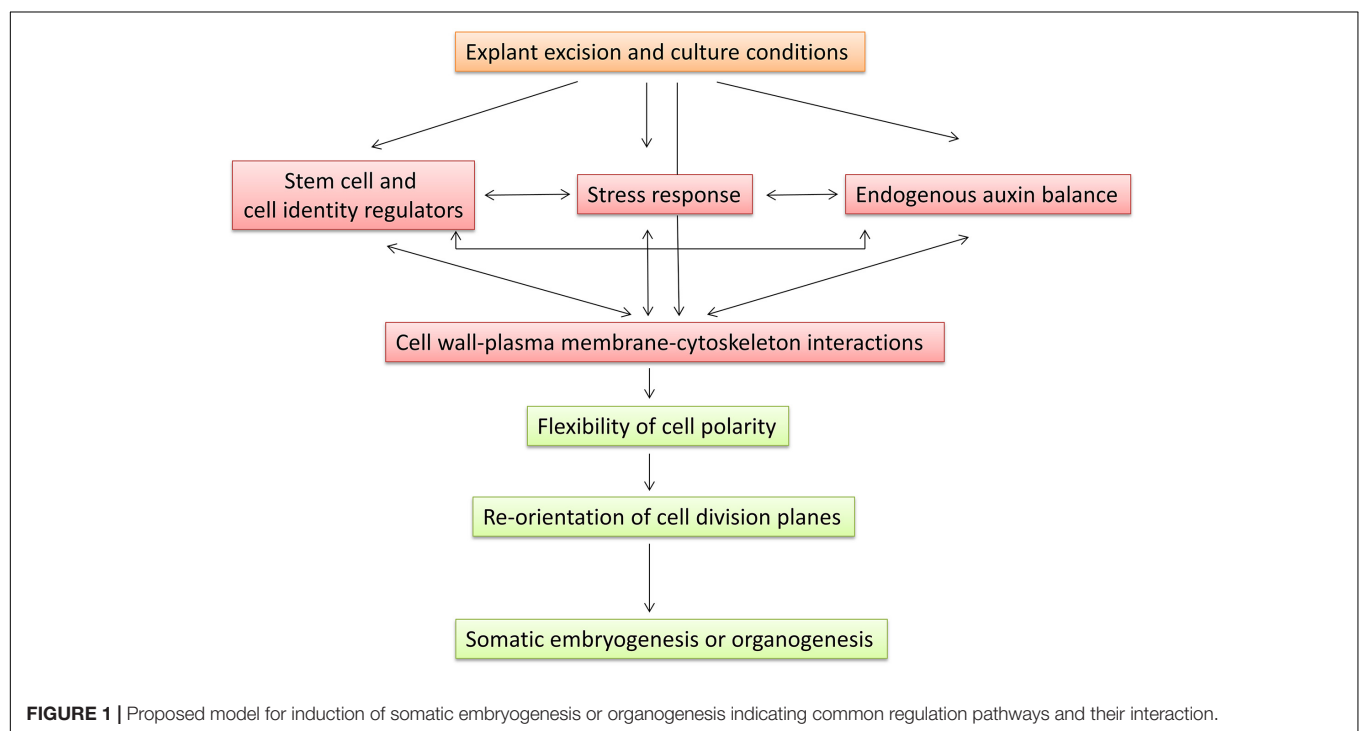 Explant excision and culture conditions
Stem cell and
cell identity regulators
Stress response
Endogenous auxin balance
Cell wall-plasma membrane-cytoskeleton interactions
Flexibility of cell polarity
Re-orientation of cell division planes
Somatic embryogenesis or organogenesis
FIGURE 1 | Proposed model for induction of somatic embryogenesis or organogenesis indicating common regulation pathways and their interaction.